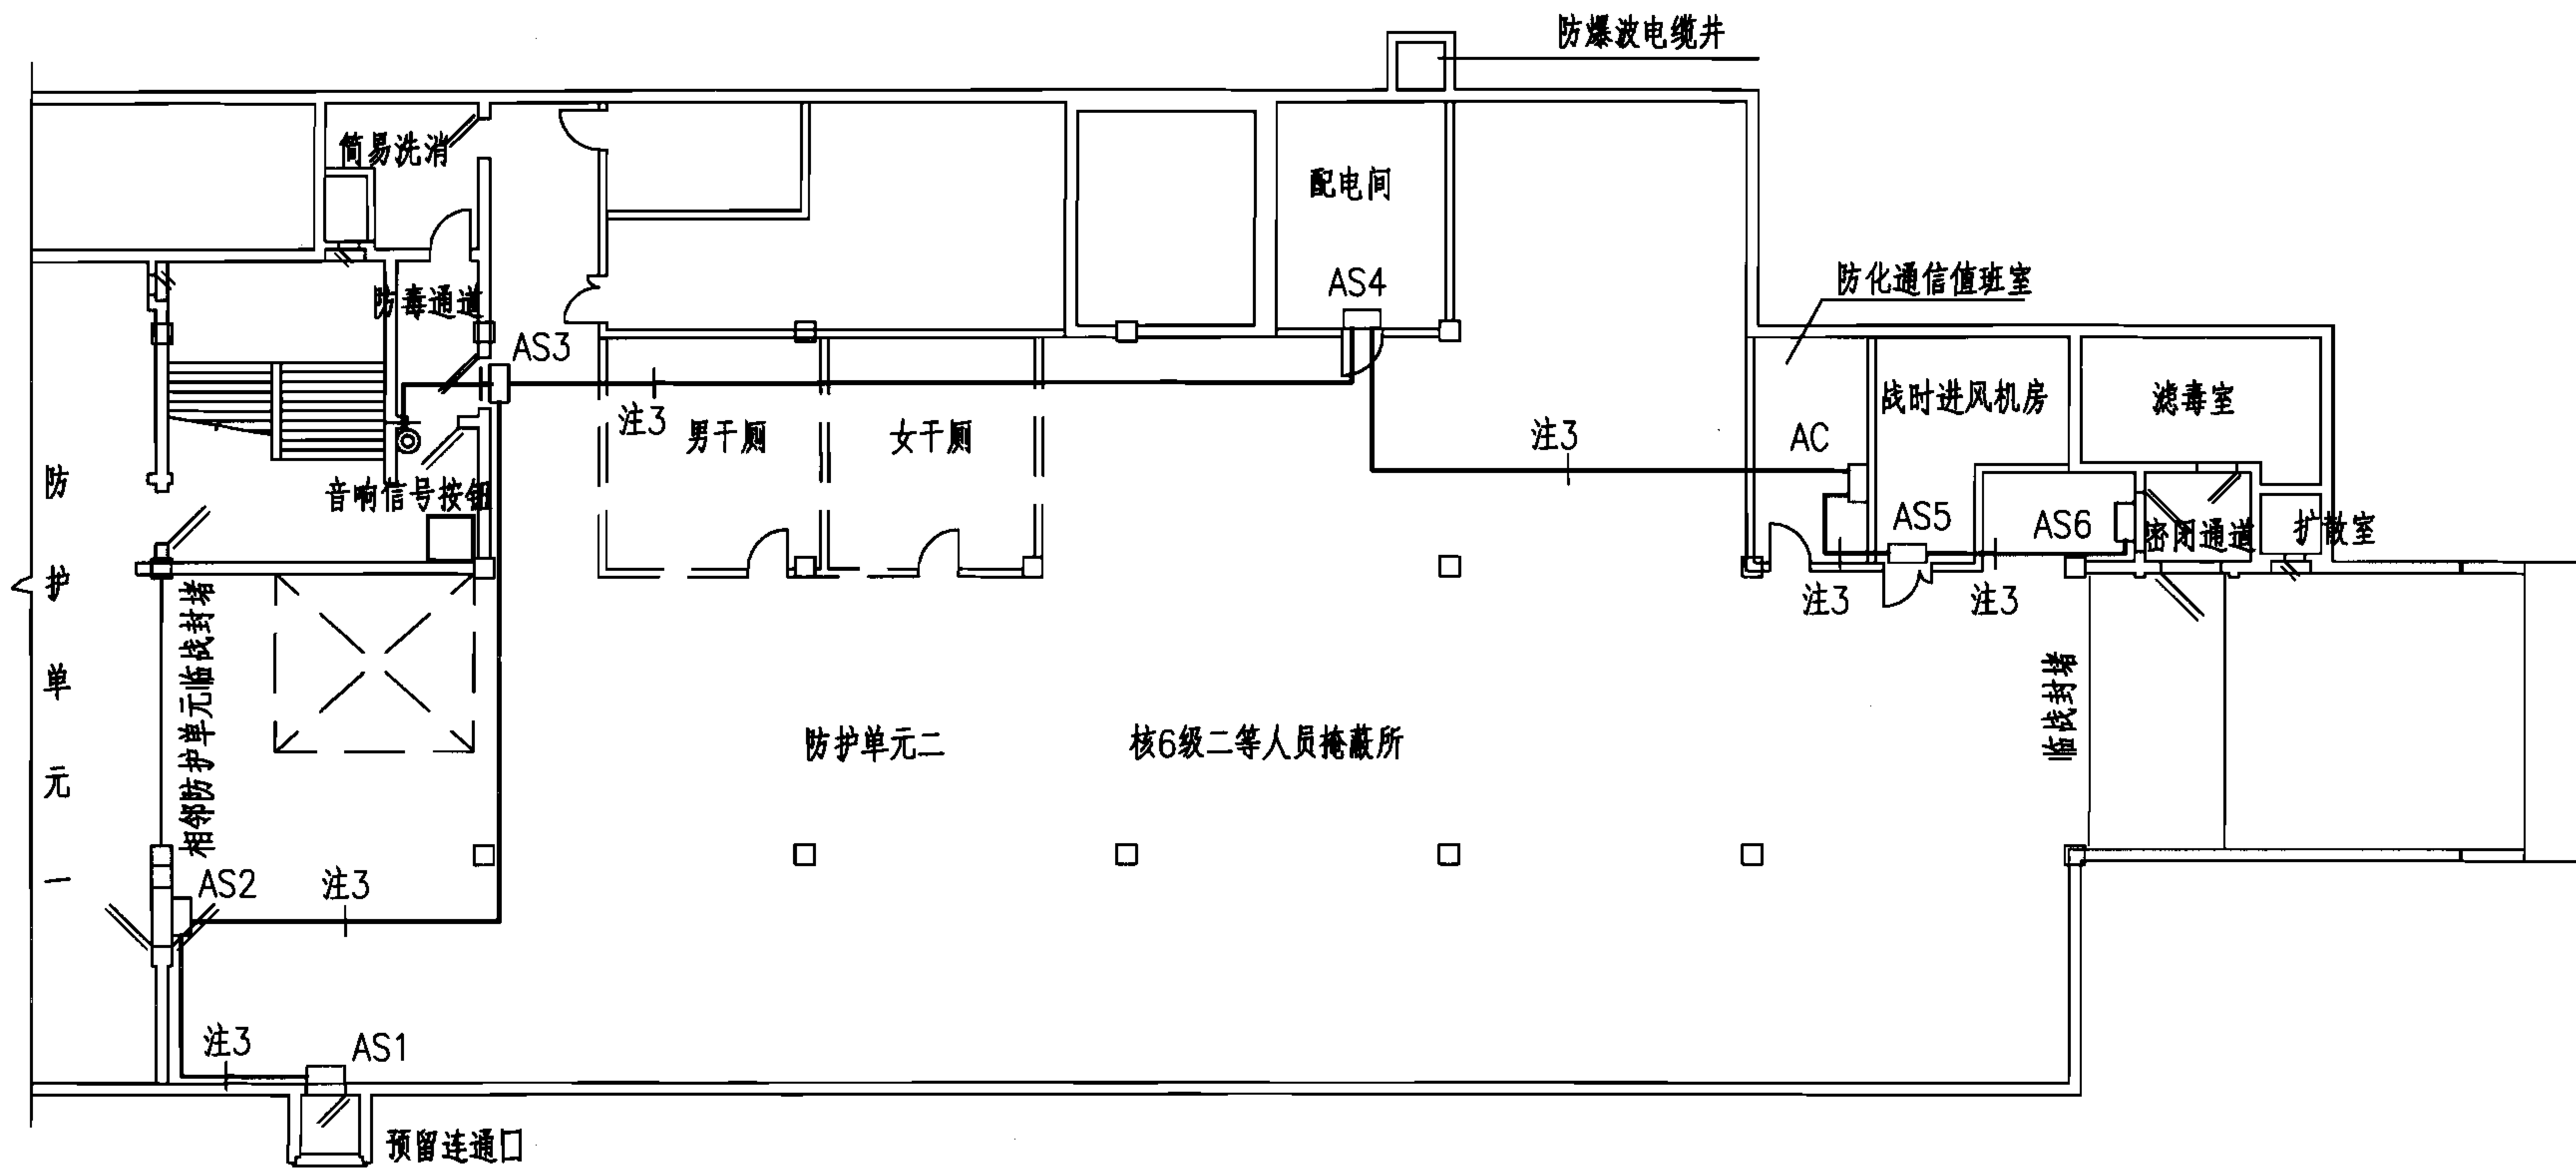 防爆波电缆井
简易洗消
配电间
防化通信值班室
AS4
防毒通道
AS3
注3
男干厕
女干厕
注3
AC
战时进风机房
滤毒室
音响信号按钮
AS5
AS6
密闭通道
扩散室
注3
注3
防护单元一
相邻防护单元临战封堵
防护单元二
核6级二等人员掩蔽所
临战封堵
AS2
注3
注3
AS1
预留连通口